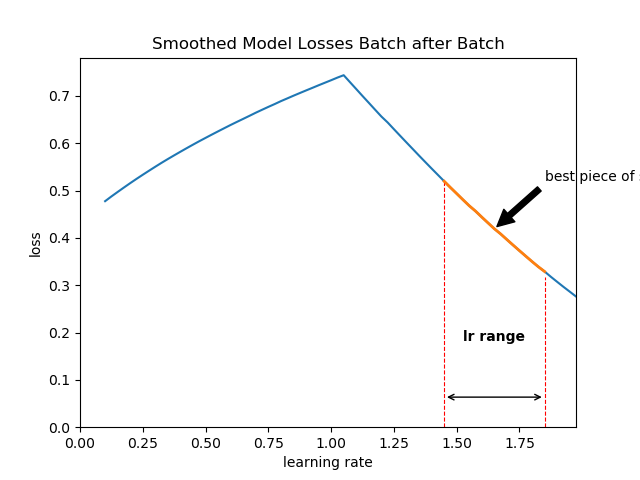 Smoothed Model Losses Batch after Batch
0.7
0.6
0.5
0.4
0.3
0.2
0.1
0.0
loss
best piece of
lr range
0.00 0.25 0.50 0.75 1.00 1.25 1.50 1.75
learning rate